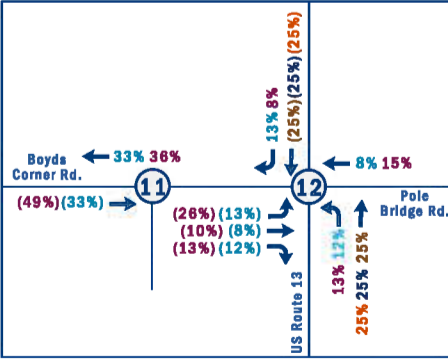 (25%)(25%)(25%)
13% 8%
33% 36%
Boyds
Corner Rd.
11
12
8% 15%
(49%)(33%)
Pole
Bridge Rd.
(26%)(13%)
(10%) (8%)
(13%)(12%)
13% 12%
25% 25% 25%
US Route 13